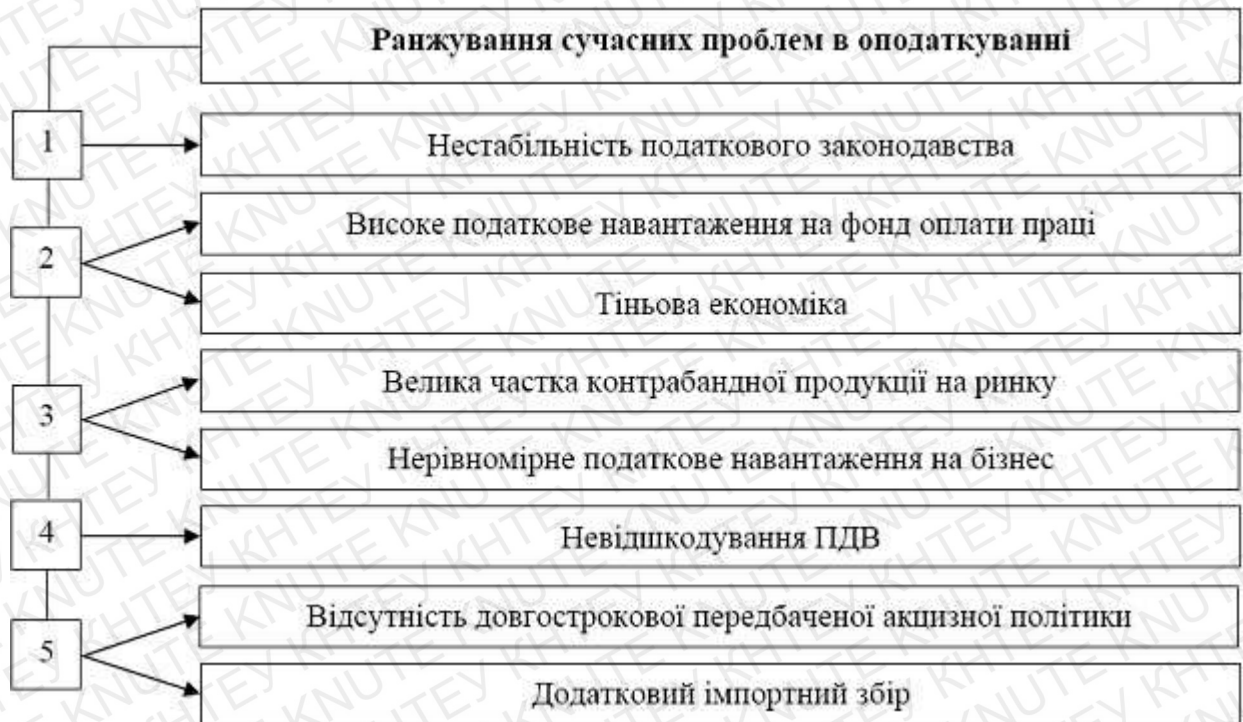 Ранжування сучасних проблем в оподаткуванні
1
Нестабільність податкового законодавства
2
Високе податкове навантаження на фонд оплати праці
Тіньова економіка
3
Велика частка контрабандної продукції на ринку
Нерівномірне податкове навантаження на бізнес
4
Невідшкодування ПДВ
5
Відсутність довгострокової передбаченої акцизної політики
Додатковий імпортний збір